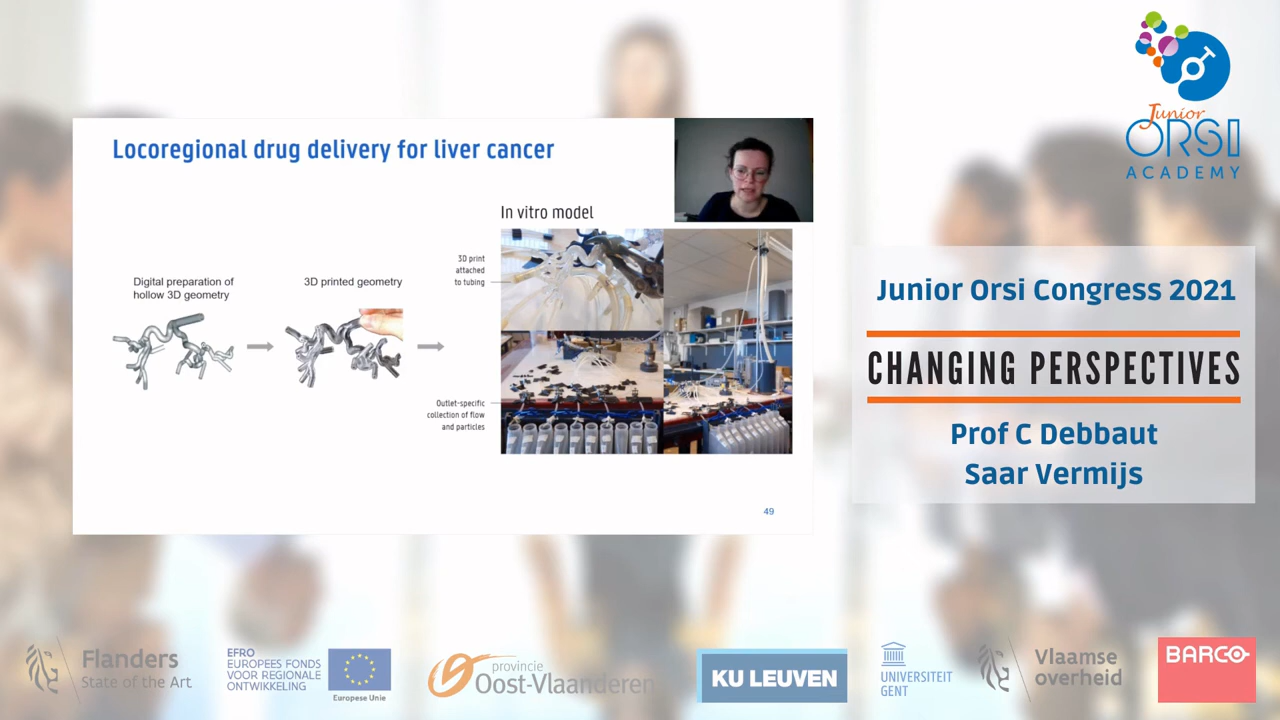 Locoregional drug delivery for liver cancer
In vitro model
3D print
attached
to tubing
Digital preparation of
hollow 3D geometry
3D printed geometry
Outlet-specific
collection of flow
and particles
49
Junior
ORSI
ACADEMY
Junior Orsi Congress 2021
CHANGING PERSPECTIVES
Prof C Debbaut
Saar Vermijs
Flanders
State of the Art
EFRO
EUROPEES FONDS
VOOR REGIONALE
ONTWIKKELING
Europese Unie
provincie
Oost-Vlaanderen
KU LEUVEN
UNIVERSITEIT
GENT
Vlaamse
overheid
BARCO